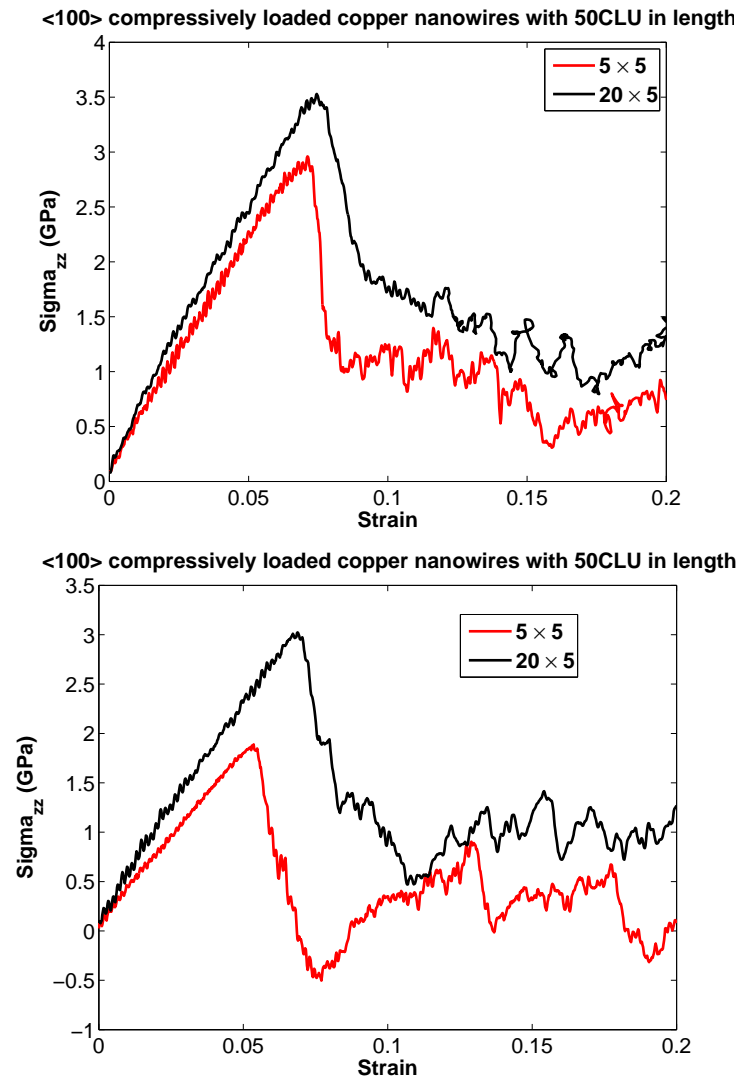 <100> compressively loaded copper nanowires with 50CLU in length
4
3.5
3
2.5
2
1.5
1
0.5
0
Sigma_zz (GPa)
5 × 5
20 × 5
0 0.05 0.1 0.15 0.2
Strain
<100> compressively loaded copper nanowires with 50CLU in length
3.5
3
2.5
2
1.5
1
0.5
0
−0.5
−1
Sigma_zz (GPa)
5 × 5
20 × 5
0 0.05 0.1 0.15 0.2
Strain